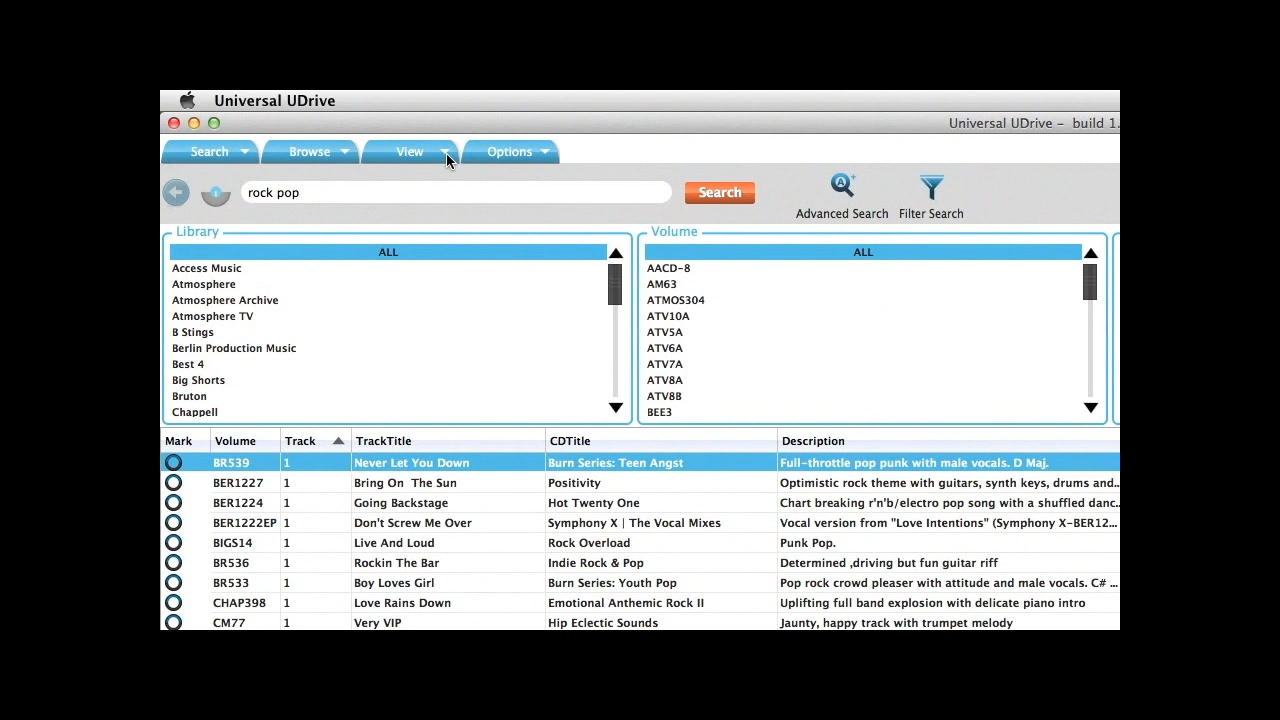 Universal UDrive
Universal UDrive - build 1.
Search Browse View Options
rock pop Search
Advanced Search Filter Search
Library Volume
ALL ALL
Access Music AACD-8
Atmosphere AM63
Atmosphere Archive ATMOS304
Atmosphere TV ATV10A
B Stings ATV5A
Berlin Production Music ATV6A
Best 4 ATV7A
Big Shorts ATV8A
Bruton ATV8B
Chappell BEE3
Mark Volume Track TrackTitle CDTitle Description
BR539 1 Never Let You Down Burn Series: Teen Angst Full-throttle pop punk with male vocals. D Maj.
BER1227 1 Bring On The Sun Positivity Optimistic rock theme with guitars, synth keys, drums and...
BER1224 1 Going Backstage Hot Twenty One Chart breaking r'n'b/electro pop song with a shuffled danc...
BER1222EP 1 Don't Screw Me Over Symphony X | The Vocal Mixes Vocal version from "Love Intentions" (Symphony X-BER12...
BIGS14 1 Live And Loud Rock Overload Punk Pop.
BR536 1 Rockin The Bar Indie Rock & Pop Determined ,driving but fun guitar riff
BR533 1 Boy Loves Girl Burn Series: Youth Pop Pop rock crowd pleaser with attitude and male vocals. C# ...
CHAP398 1 Love Rains Down Emotional Anthemic Rock II Uplifting full band explosion with delicate piano intro
CM77 1 Very VIP Hip Eclectic Sounds Jaunty, happy track with trumpet melody